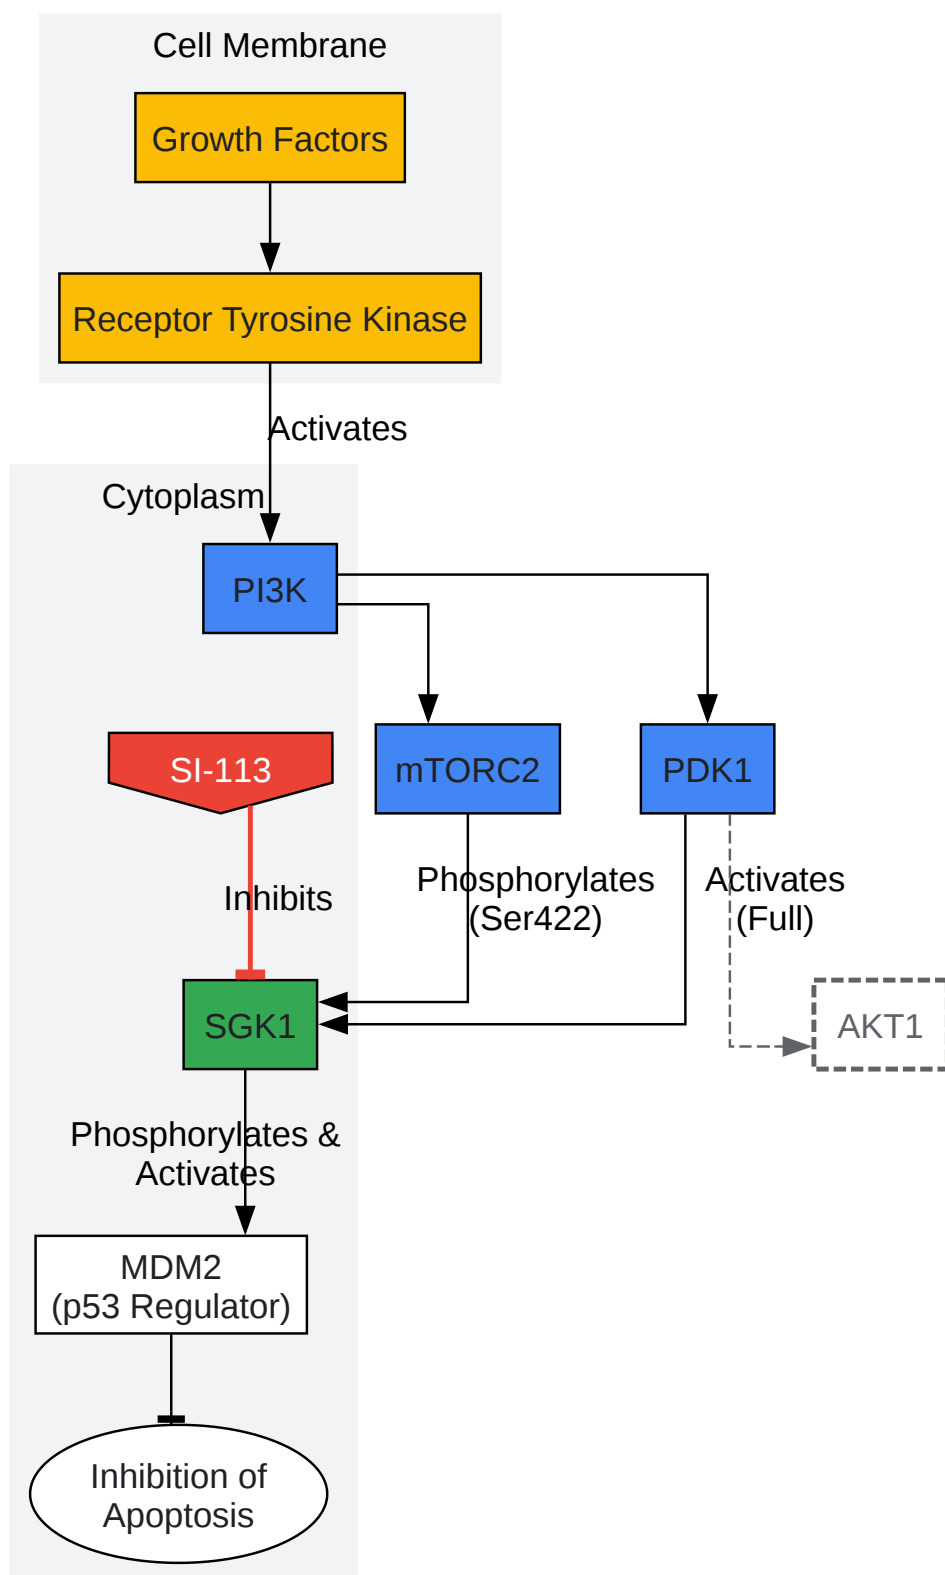 Cell Membrane
Growth Factors
Receptor Tyrosine Kinase
Activates
Cytoplasm
PI3K
SI-113
mTORC2
PDK1
Inhibits
Phosphorylates
(Ser422)
Activates
(Full)
SGK1
AKT1
Phosphorylates &
Activates
MDM2
(p53 Regulator)
Inhibition of
Apoptosis